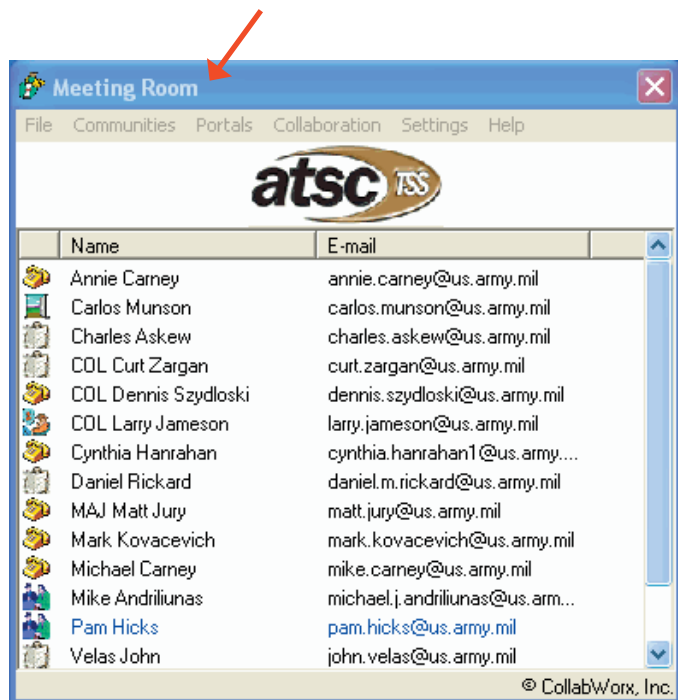 Meeting Room
File Communities Portals Collaboration Settings Help
atsc TSS
Name E-mail
Annie Carney annie.carney@us.army.mil
Carlos Munson carlos.munson@us.army.mil
Charles Askew charles.askew@us.army.mil
COL Curt Zargan curt.zargan@us.army.mil
COL Dennis Szydloski dennis.szydloski@us.army.mil
COL Larry Jameson larry.jameson@us.army.mil
Cynthia Hanrahan cynthia.hanrahan1@us.army....
Daniel Rickard daniel.m.rickard@us.army.mil
MAJ Matt Jury matt.jury@us.army.mil
Mark Kovacevich mark.kovacevich@us.army.mil
Michael Carney mike.carney@us.army.mil
Mike Andriliunas michael.j.andriliunas@us.arm...
Pam Hicks pam.hicks@us.army.mil
Velas John john.velas@us.army.mil
© CollabWorx, Inc.